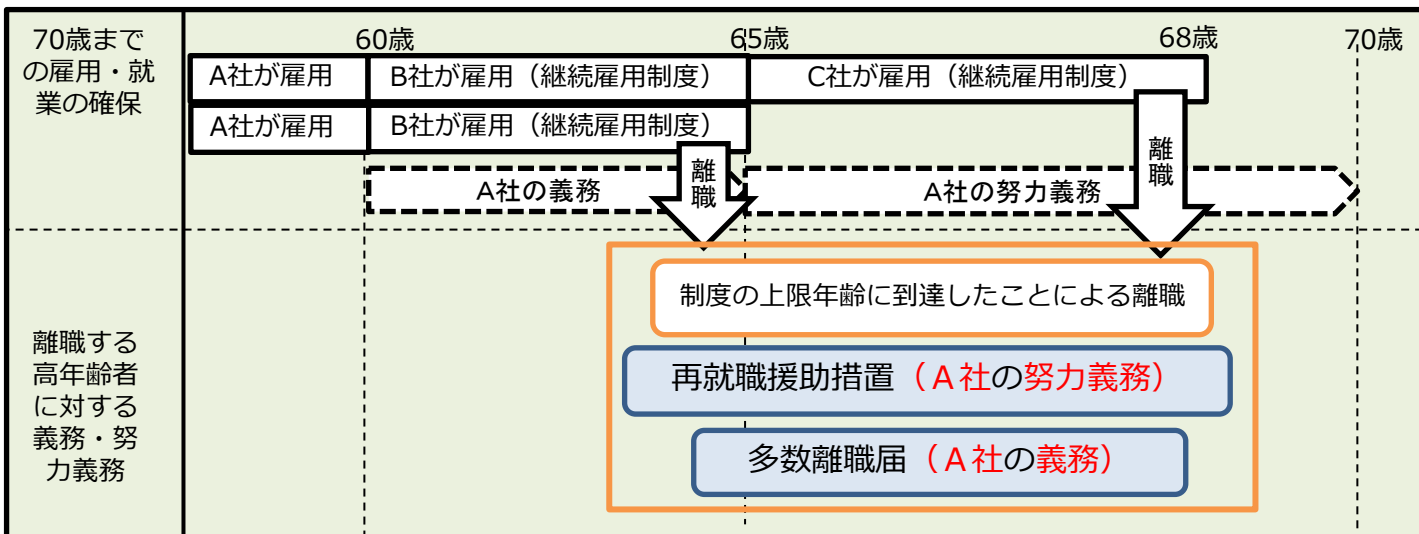 70歳まで
の雇用・就
業の確保
60歳
65歳
68歳
70歳
A社が雇用
B社が雇用（継続雇用制度）
C社が雇用（継続雇用制度）
A社が雇用
B社が雇用（継続雇用制度）
離職
離職
A社の義務
A社の努力義務
離職する
高年齢者
に対する
義務・努
力義務
制度の上限年齢に到達したことによる離職
再就職援助措置（Ａ社の努力義務）
多数離職届（Ａ社の義務）